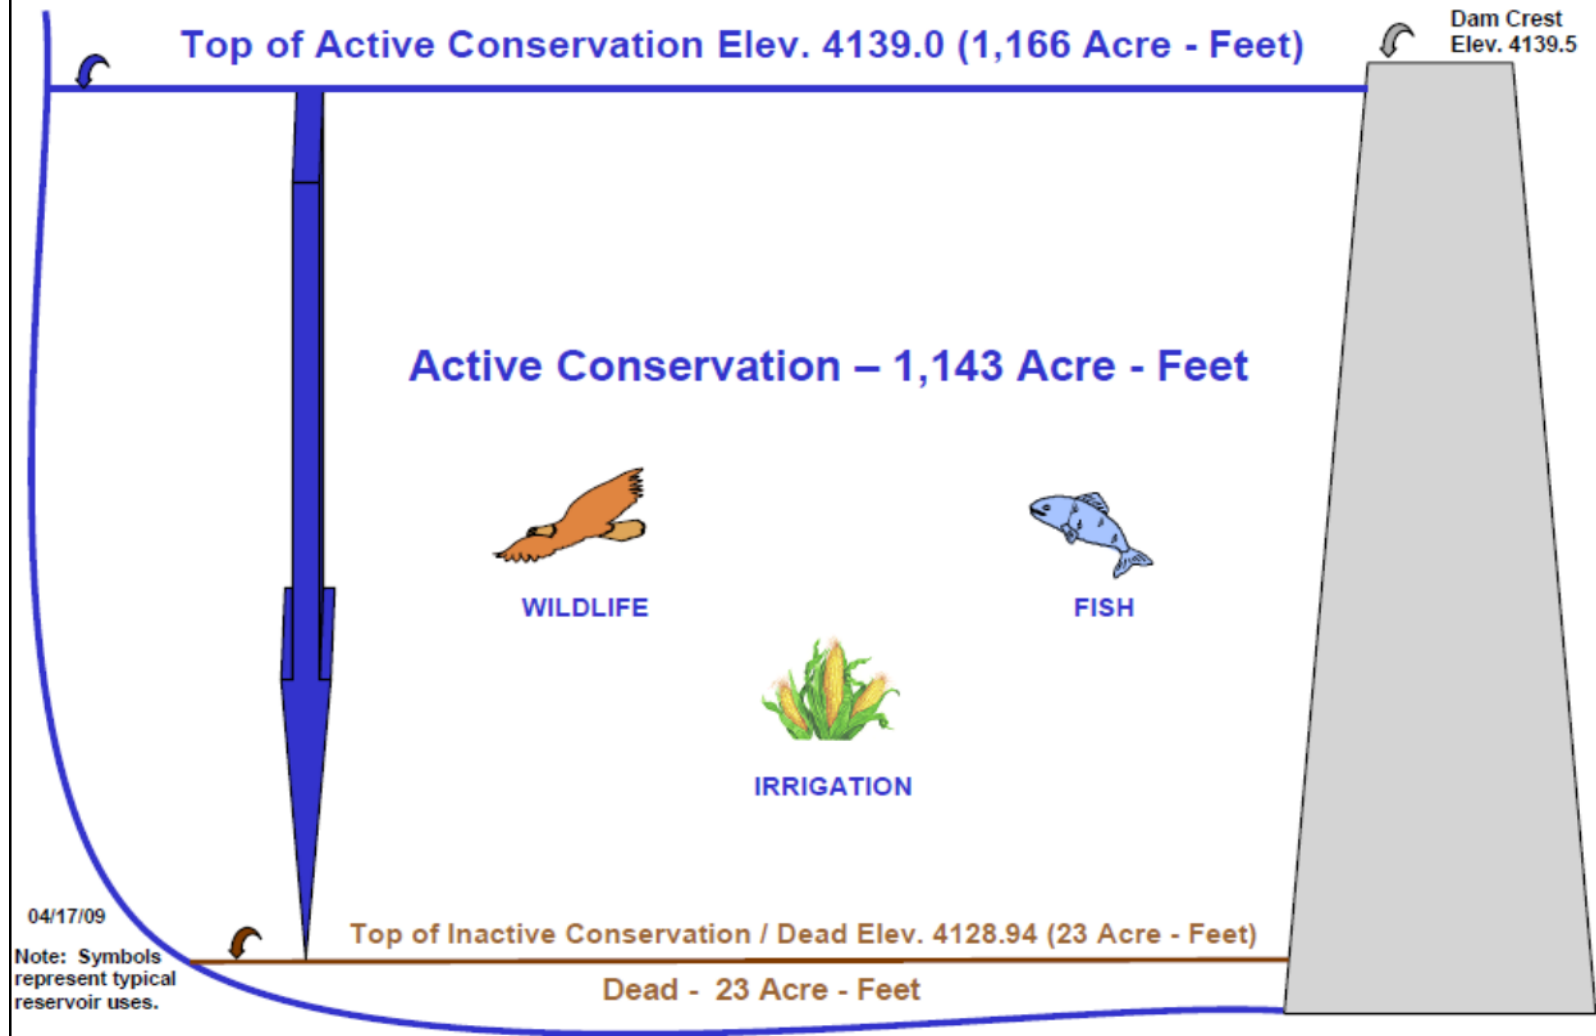 Dam Crest
Elev. 4139.5
Top of Active Conservation Elev. 4139.0 (1,166 Acre - Feet)
Active Conservation – 1,143 Acre - Feet
WILDLIFE
FISH
IRRIGATION
04/17/09
Note: Symbols
represent typical
reservoir uses.
Top of Inactive Conservation / Dead Elev. 4128.94 (23 Acre - Feet)
Dead - 23 Acre - Feet